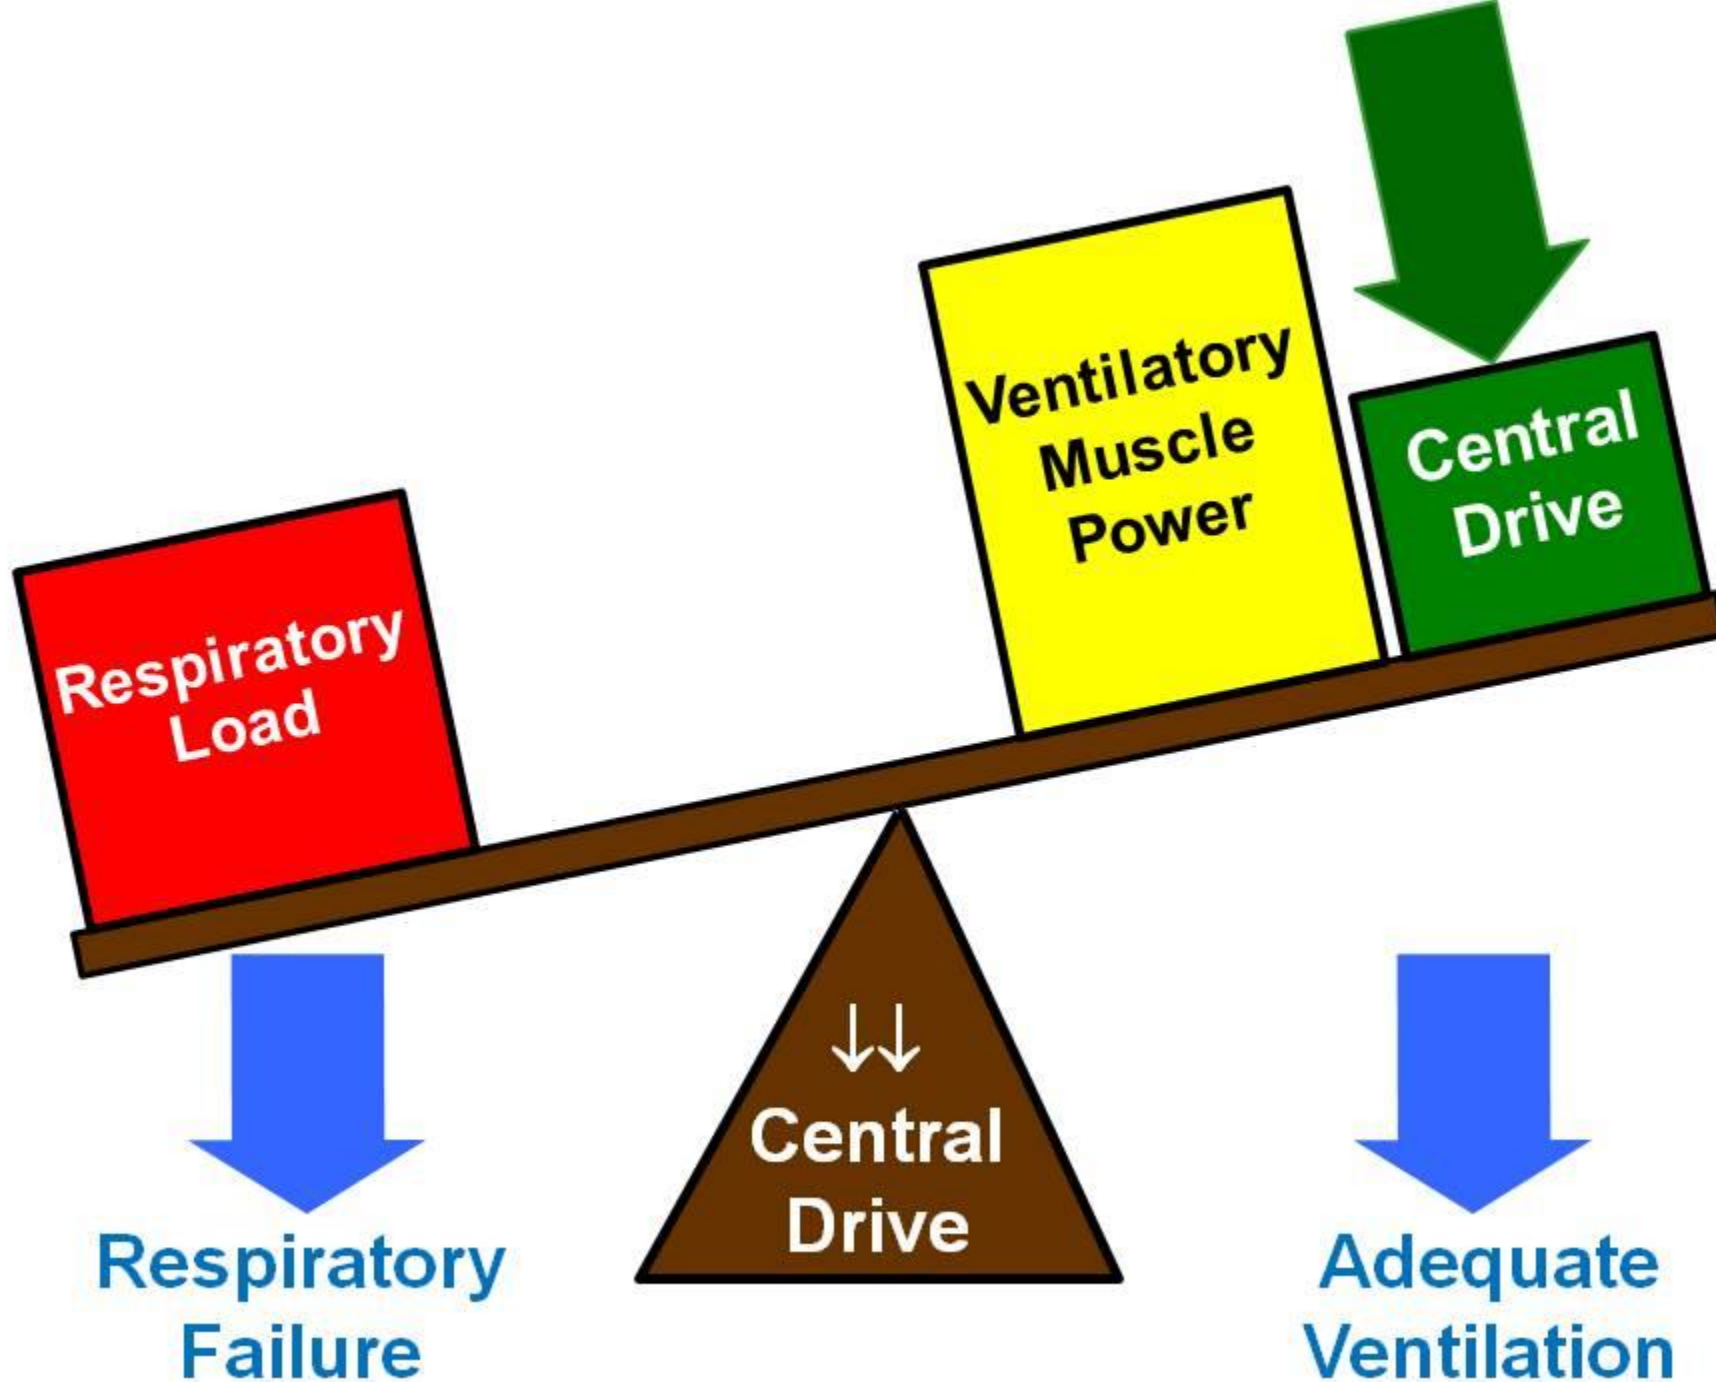 Ventilatory
Muscle
Power
Central
Drive
Respiratory
Load
↓↓
Central
Drive
Respiratory
Failure
Adequate
Ventilation